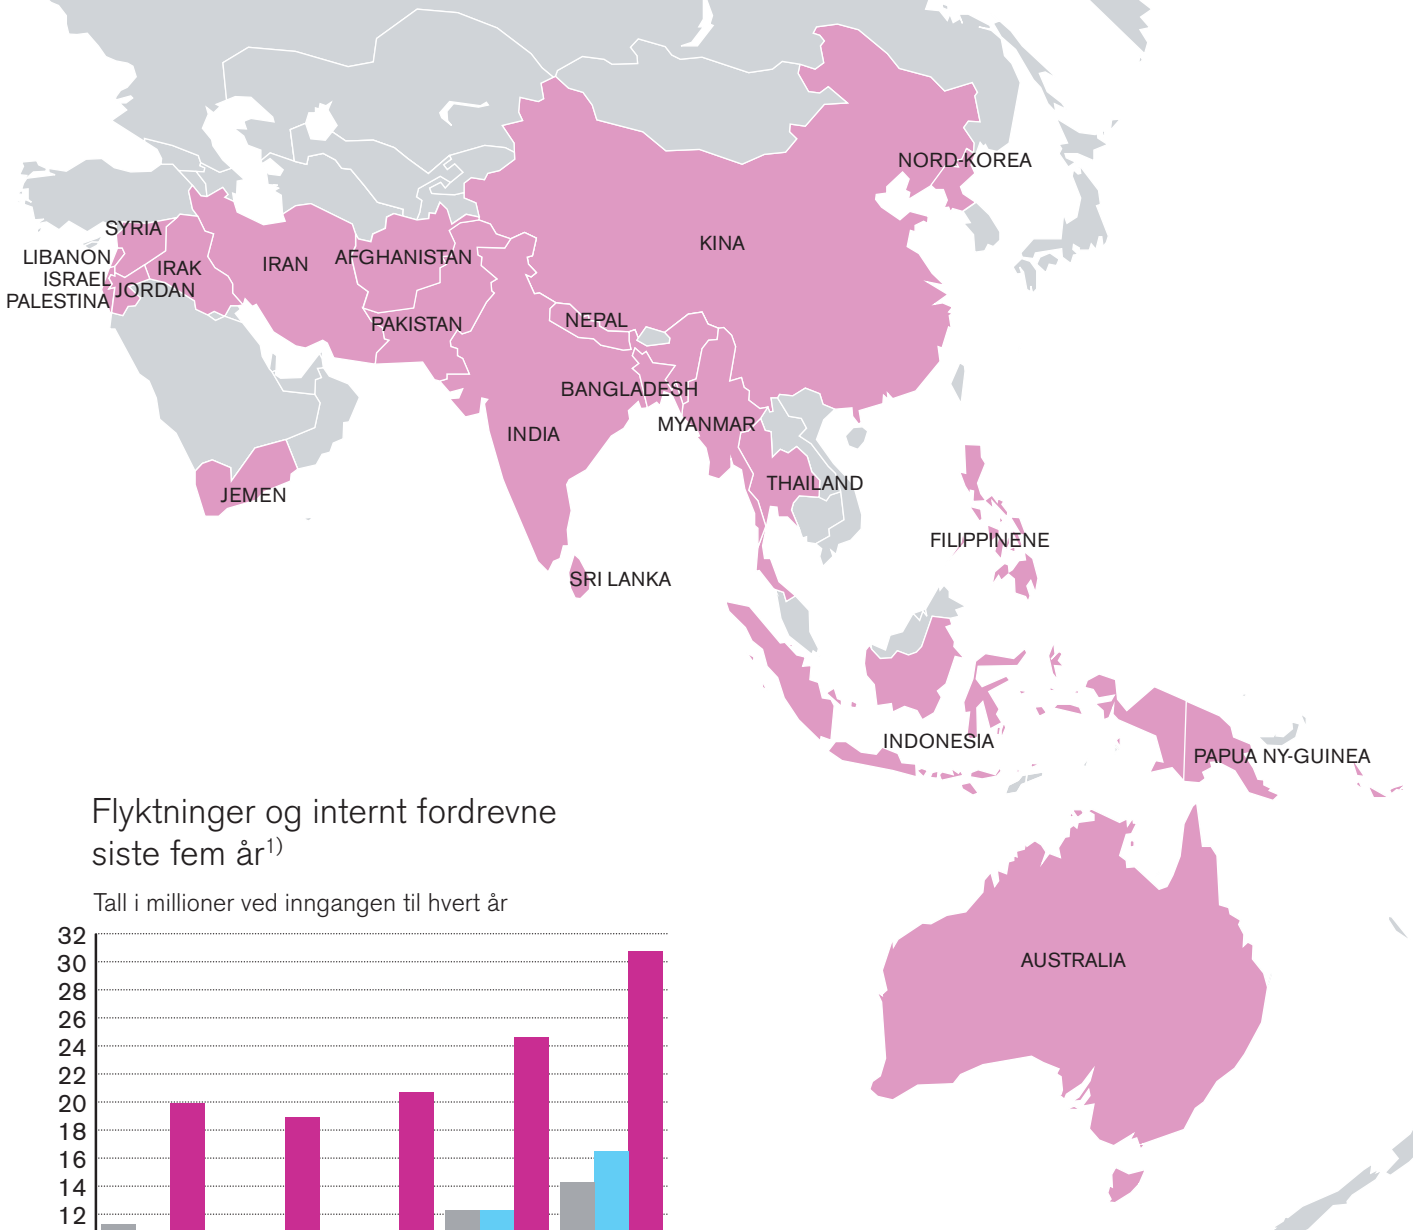 NORD-KOREA
SYRIA
KINA
LIBANON
ISRAEL
PALESTINA
IRAK
JORDAN
IRAN
AFGHANISTAN
PAKISTAN
NEPAL
BANGLADESH
MYANMAR
INDIA
THAILAND
JEMEN
FILIPPINENE
SRI LANKA
INDONESIA
PAPUA NY-GUINEA
AUSTRALIA
Flyktninger og internt fordrevne
siste fem år1)
Tall i millioner ved inngangen til hvert år
32
30
28
26
24
22
20
18
16
14
12